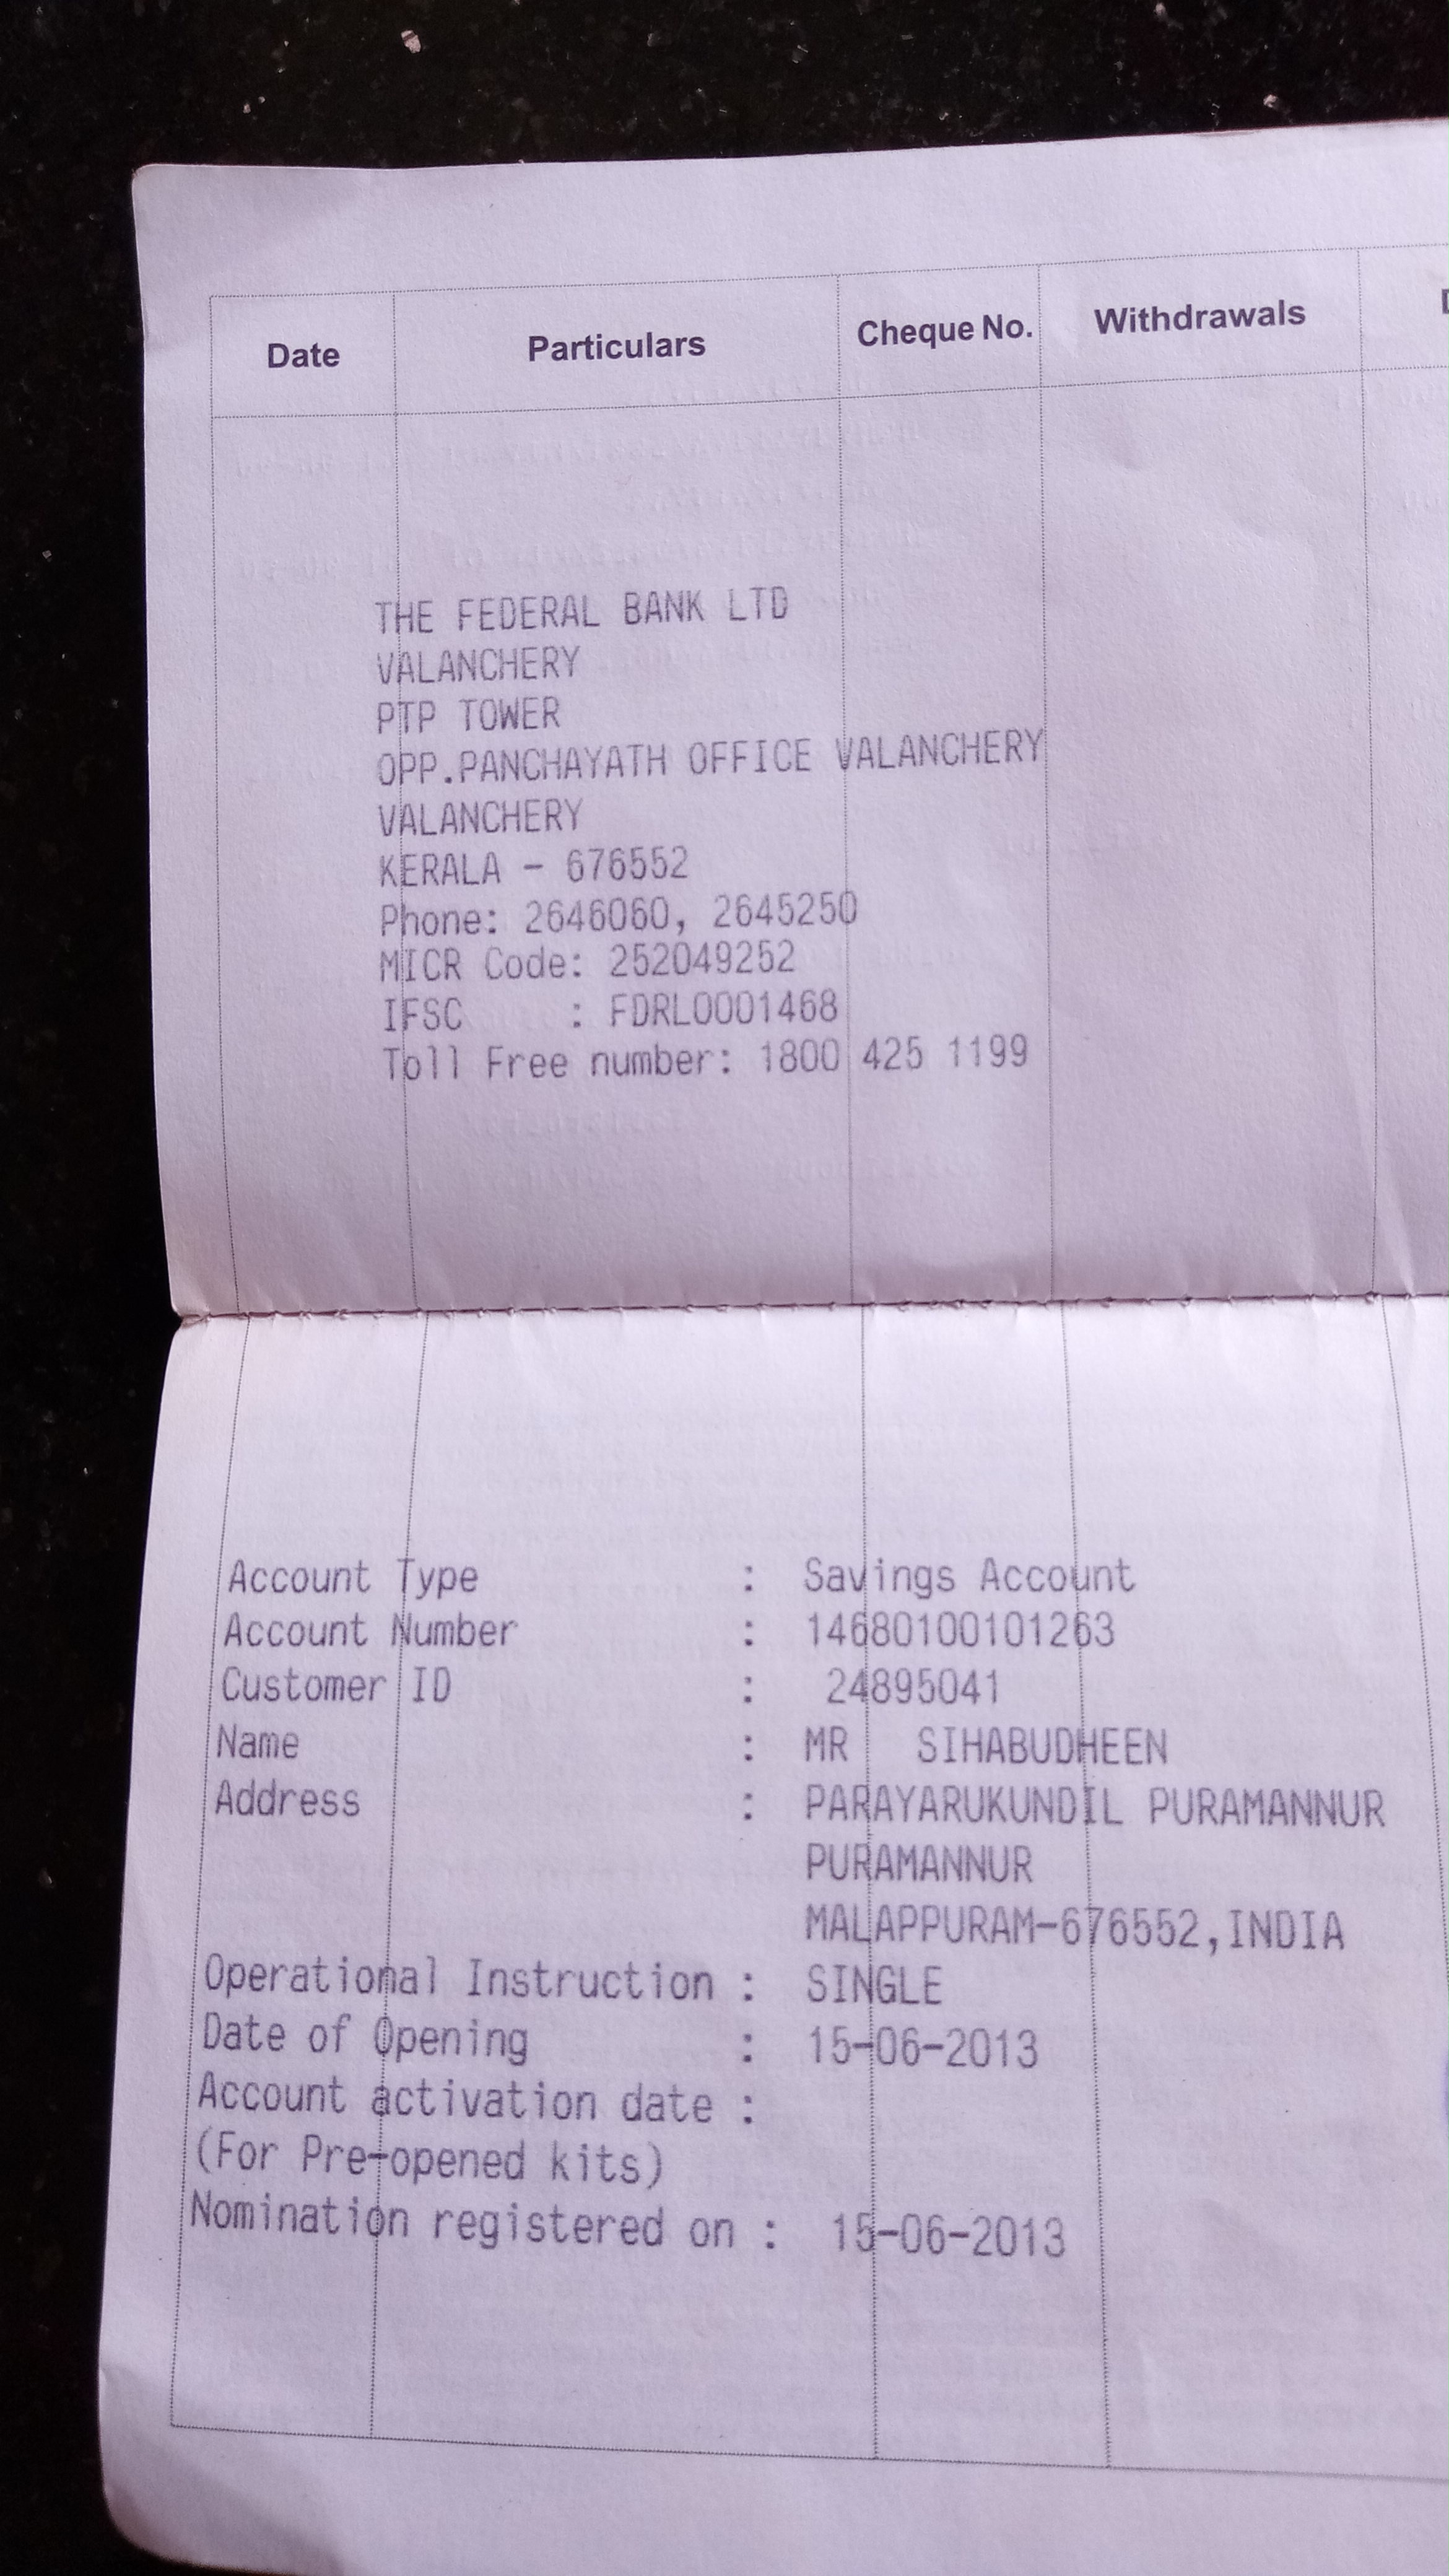 Date Particulars Cheque No. Withdrawals
THE FEDERAL BANK LTD
VALANCHERY
PTP TOWER
OPP.PANCHAYATH OFFICE VALANCHERY
VALANCHERY
KERALA - 676552
Phone: 2646060, 2645250
MICR Code: 252049252
IFSC : FDRL0001468
Toll Free number: 1800 425 1199
Account Type : Savings Account
Account Number : 14680100101263
Customer ID : 24895041
Name : MR SIHABUDHEEN
Address : PARAYARUKUNDIL PURAMANNUR
PURAMANNUR
MALAPPURAM-676552,INDIA
Operational Instruction : SINGLE
Date of Opening : 15-06-2013
Account activation date :
(For Pre-opened kits)
Nomination registered on : 15-06-2013